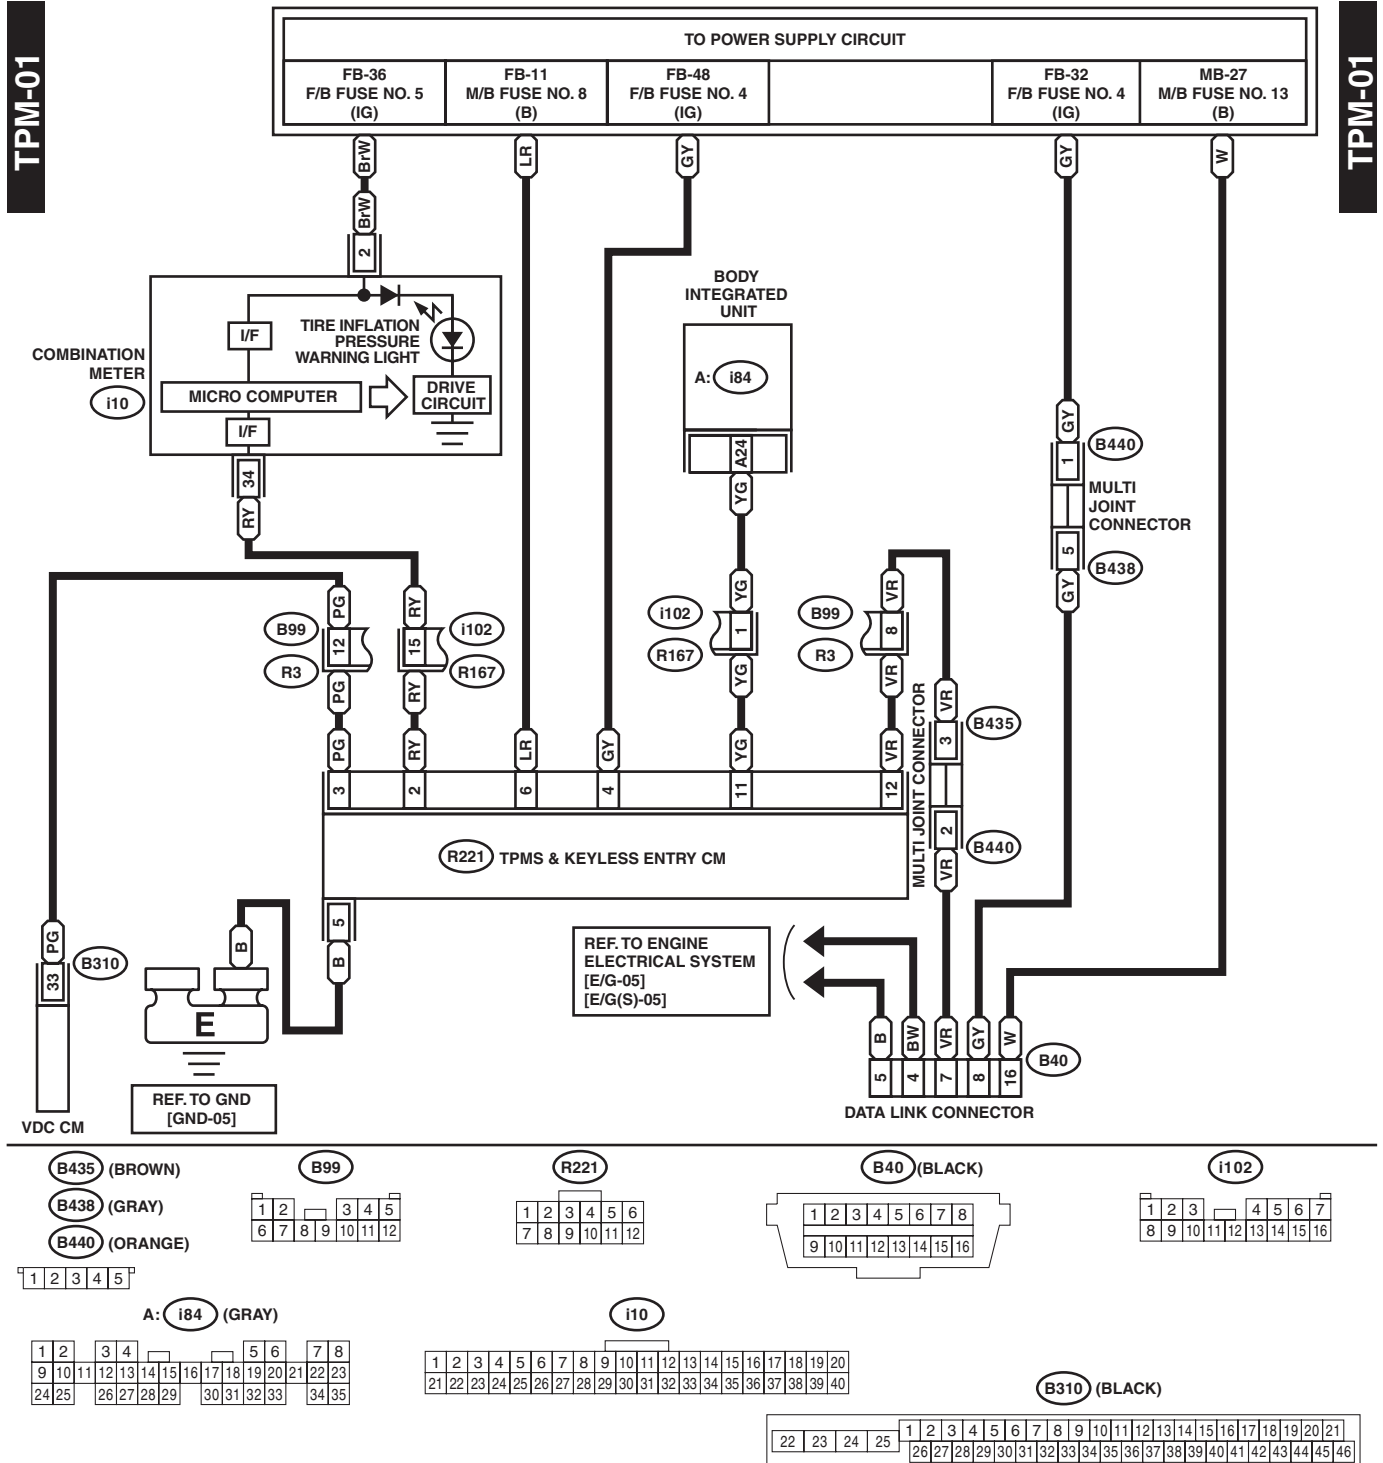 TPM-01
TPM-01
TO POWER SUPPLY CIRCUIT
FB-36
F/B FUSE NO. 5
(IG)
FB-11
M/B FUSE NO. 8
(B)
FB-48
F/B FUSE NO. 4
(IG)
FB-32
F/B FUSE NO. 4
(IG)
MB-27
M/B FUSE NO. 13
(B)
BrW
LR
GY
GY
W
BrW
2
COMBINATION
METER
i10
I/F
TIRE INFLATION
PRESSURE
WARNING LIGHT
MICRO COMPUTER
DRIVE
CIRCUIT
I/F
34
RY
BODY
INTEGRATED
UNIT
A: i84
A24
YG
GY
1
B440
MULTI
JOINT
CONNECTOR
5
B438
GY
PG
RY
YG
VR
B99
12
R3
15
i102
R167
i102
1
R167
B99
8
R3
PG
RY
YG
VR
VR
3
B435
MULTI JOINT CONNECTOR
2
B440
VR
PG
RY
LR
GY
YG
VR
3
2
6
4
11
12
R221 TPMS & KEYLESS ENTRY CM
5
B
B
PG
33
B310
VDC CM
E
REF. TO GND
[GND-05]
REF. TO ENGINE
ELECTRICAL SYSTEM
[E/G-05]
[E/G(S)-05]
B
BW
VR
GY
W
5
4
7
8
16
B40
DATA LINK CONNECTOR
B435 (BROWN)
B438 (GRAY)
B440 (ORANGE)
1 2 3 4 5
B99
1 2 3 4 5
6 7 8 9 10 11 12
R221
1 2 3 4 5 6
7 8 9 10 11 12
B40 (BLACK)
1 2 3 4 5 6 7 8
9 10 11 12 13 14 15 16
i102
1 2 3 4 5 6 7
8 9 10 11 12 13 14 15 16
A: i84 (GRAY)
1 2 3 4 5 6 7 8
9 10 11 12 13 14 15 16 17 18 19 20 21 22 23
24 25 26 27 28 29 30 31 32 33 34 35
i10
1 2 3 4 5 6 7 8 9 10 11 12 13 14 15 16 17 18 19 20
21 22 23 24 25 26 27 28 29 30 31 32 33 34 35 36 37 38 39 40
B310 (BLACK)
22 23 24 25
1 2 3 4 5 6 7 8 9 10 11 12 13 14 15 16 17 18 19 20 21
26 27 28 29 30 31 32 33 34 35 36 37 38 39 40 41 42 43 44 45 46